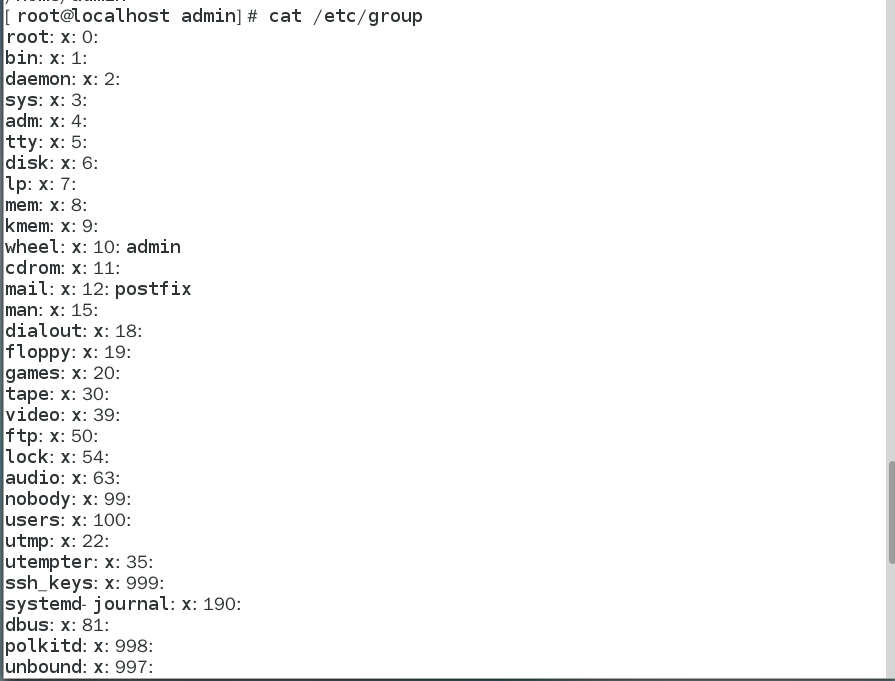 [ root@localhost admin] # cat /etc/group
root: x: 0:
bin: x: 1:
daemon: x: 2:
sys: x: 3:
adm: x: 4:
tty: x: 5:
disk: x: 6:
lp: x: 7:
mem: x: 8:
kmem: x: 9:
wheel: x: 10: admin
cdrom: x: 11:
mail: x: 12: postfix
man: x: 15:
dialout: x: 18:
floppy: x: 19:
games: x: 20:
tape: x: 30:
video: x: 39:
ftp: x: 50:
lock: x: 54:
audio: x: 63:
nobody: x: 99:
users: x: 100:
utmp: x: 22:
utempter: x: 35:
ssh_keys: x: 999:
systemd- journal: x: 190:
dbus: x: 81:
polkitd: x: 998:
unbound: x: 997: